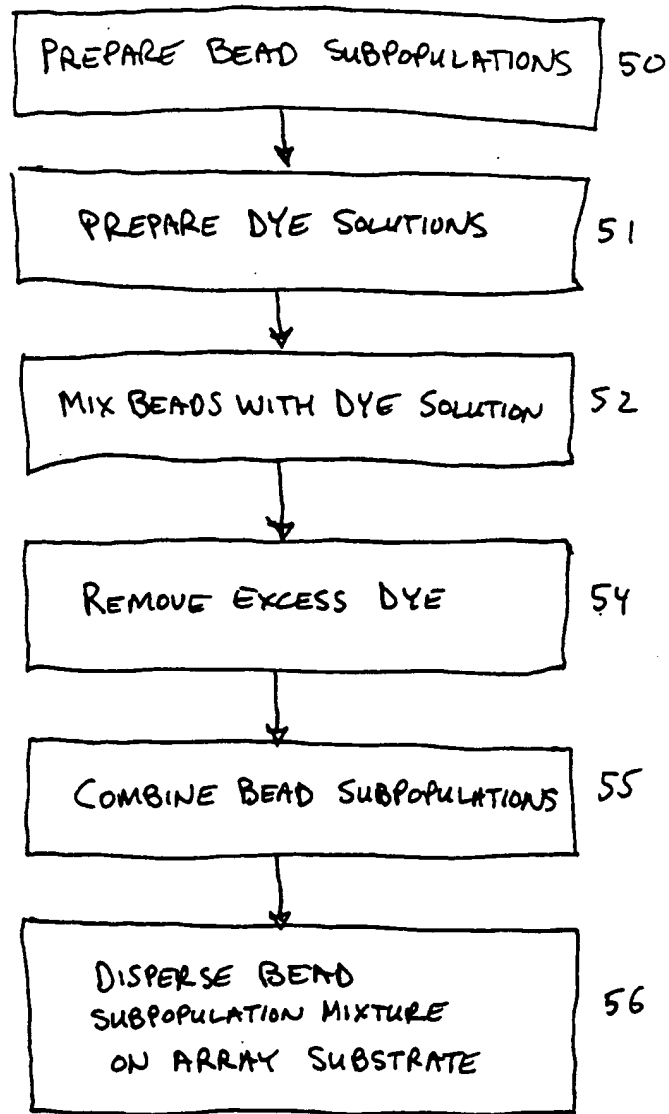 PREPARE BEAD SUBPOPULATIONS 50
PREPARE DYE SOLUTIONS 51
MIX BEADS WITH DYE SOLUTION 52
REMOVE EXCESS DYE 54
COMBINE BEAD SUBPOPULATIONS 55
DISPERSE BEAD
SUBPOPULATION MIXTURE
ON ARRAY SUBSTRATE
56